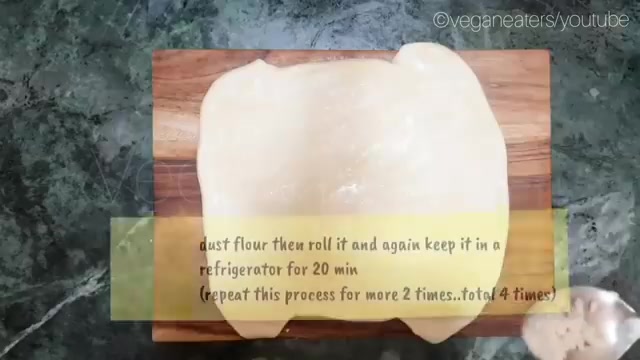 ©veganeaters/youtube
dust flour then roll it and again keep it in a
refrigerator for 20 min
(repeat this process for more 2 times..total 4 times)